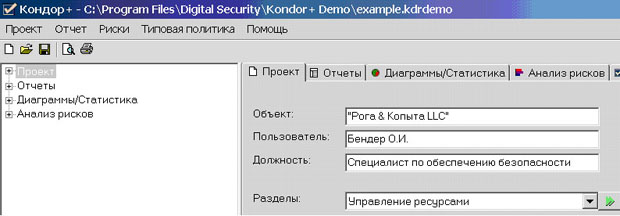 Кондор+ - C:\Program Files\Digital Security\Kondor+ Demo\example.kdrdemo
Проект Отчет Риски Типовая политика Помощь
Проект
Отчеты
Диаграммы/Статистика
Анализ рисков
Проект Отчеты Диаграммы/Статистика Анализ рисков
Объект: "Рога & Копыта LLC"
Пользователь: Бендер О.И.
Должность: Специалист по обеспечению безопасности
Разделы: Управление ресурсами